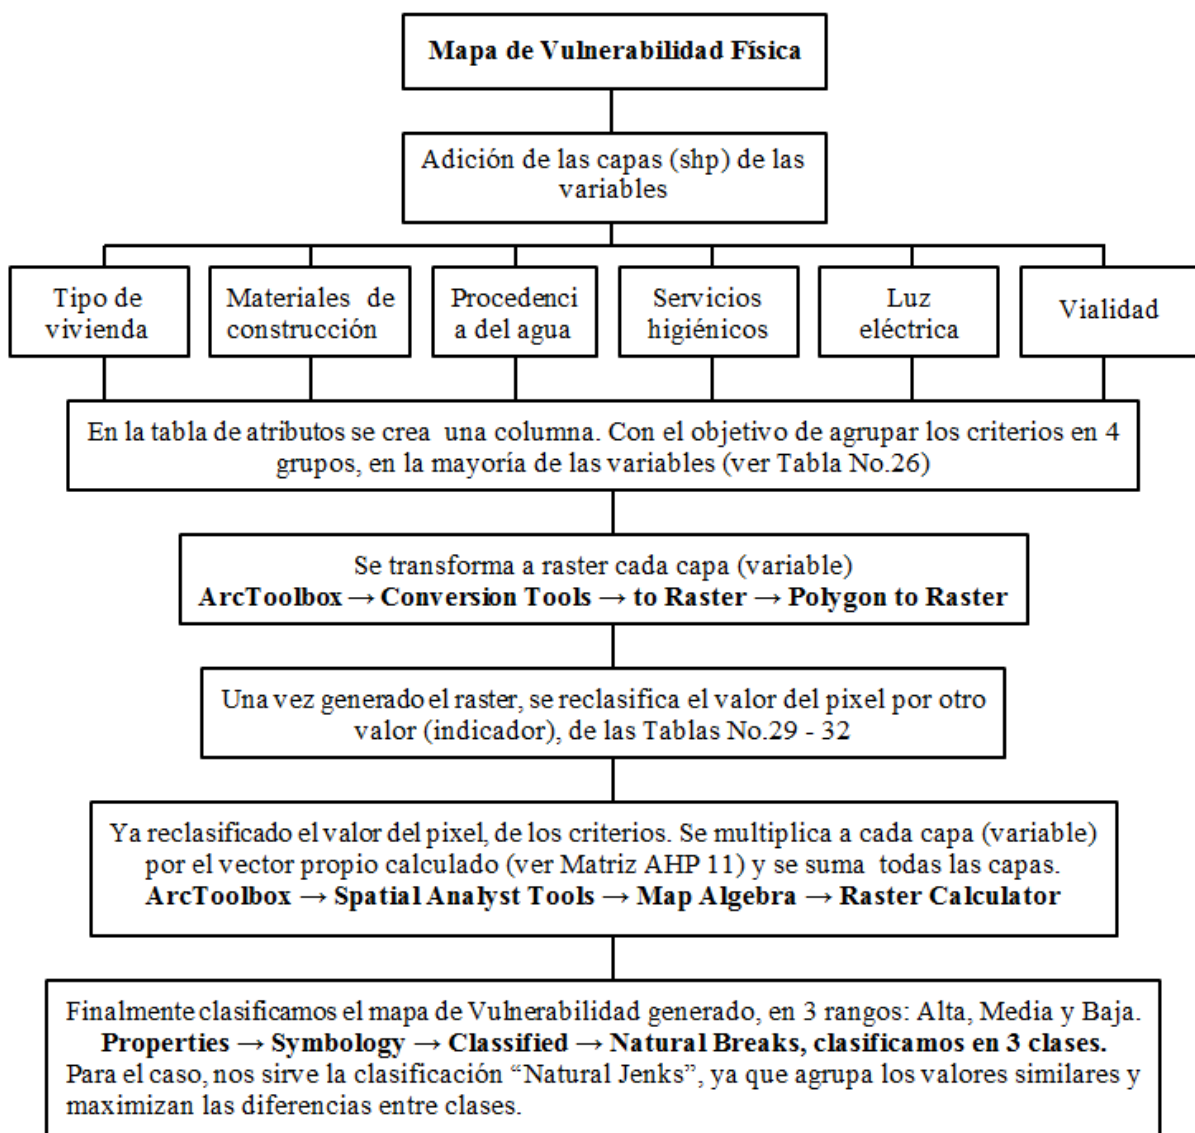 Mapa de Vulnerabilidad Física
Adición de las capas (shp) de las
variables
Tipo de
vivienda
Materiales de
construcción
Procedenci
a del agua
Servicios
higiénicos
Luz
eléctrica
Vialidad
En la tabla de atributos se crea una columna. Con el objetivo de agrupar los criterios en 4
grupos, en la mayoría de las variables (ver Tabla No.26)
Se transforma a raster cada capa (variable)
ArcToolbox → Conversion Tools → to Raster → Polygon to Raster
Una vez generado el raster, se reclasifica el valor del pixel por otro
valor (indicador), de las Tablas No.29 - 32
Ya reclasificado el valor del pixel, de los criterios. Se multiplica a cada capa (variable)
por el vector propio calculado (ver Matriz AHP 11) y se suma todas las capas.
ArcToolbox → Spatial Analyst Tools → Map Algebra → Raster Calculator
Finalmente clasificamos el mapa de Vulnerabilidad generado, en 3 rangos: Alta, Media y Baja.
Properties → Symbology → Classified → Natural Breaks, clasificamos en 3 clases.
Para el caso, nos sirve la clasificación “Natural Jenks”, ya que agrupa los valores similares y
maximizan las diferencias entre clases.